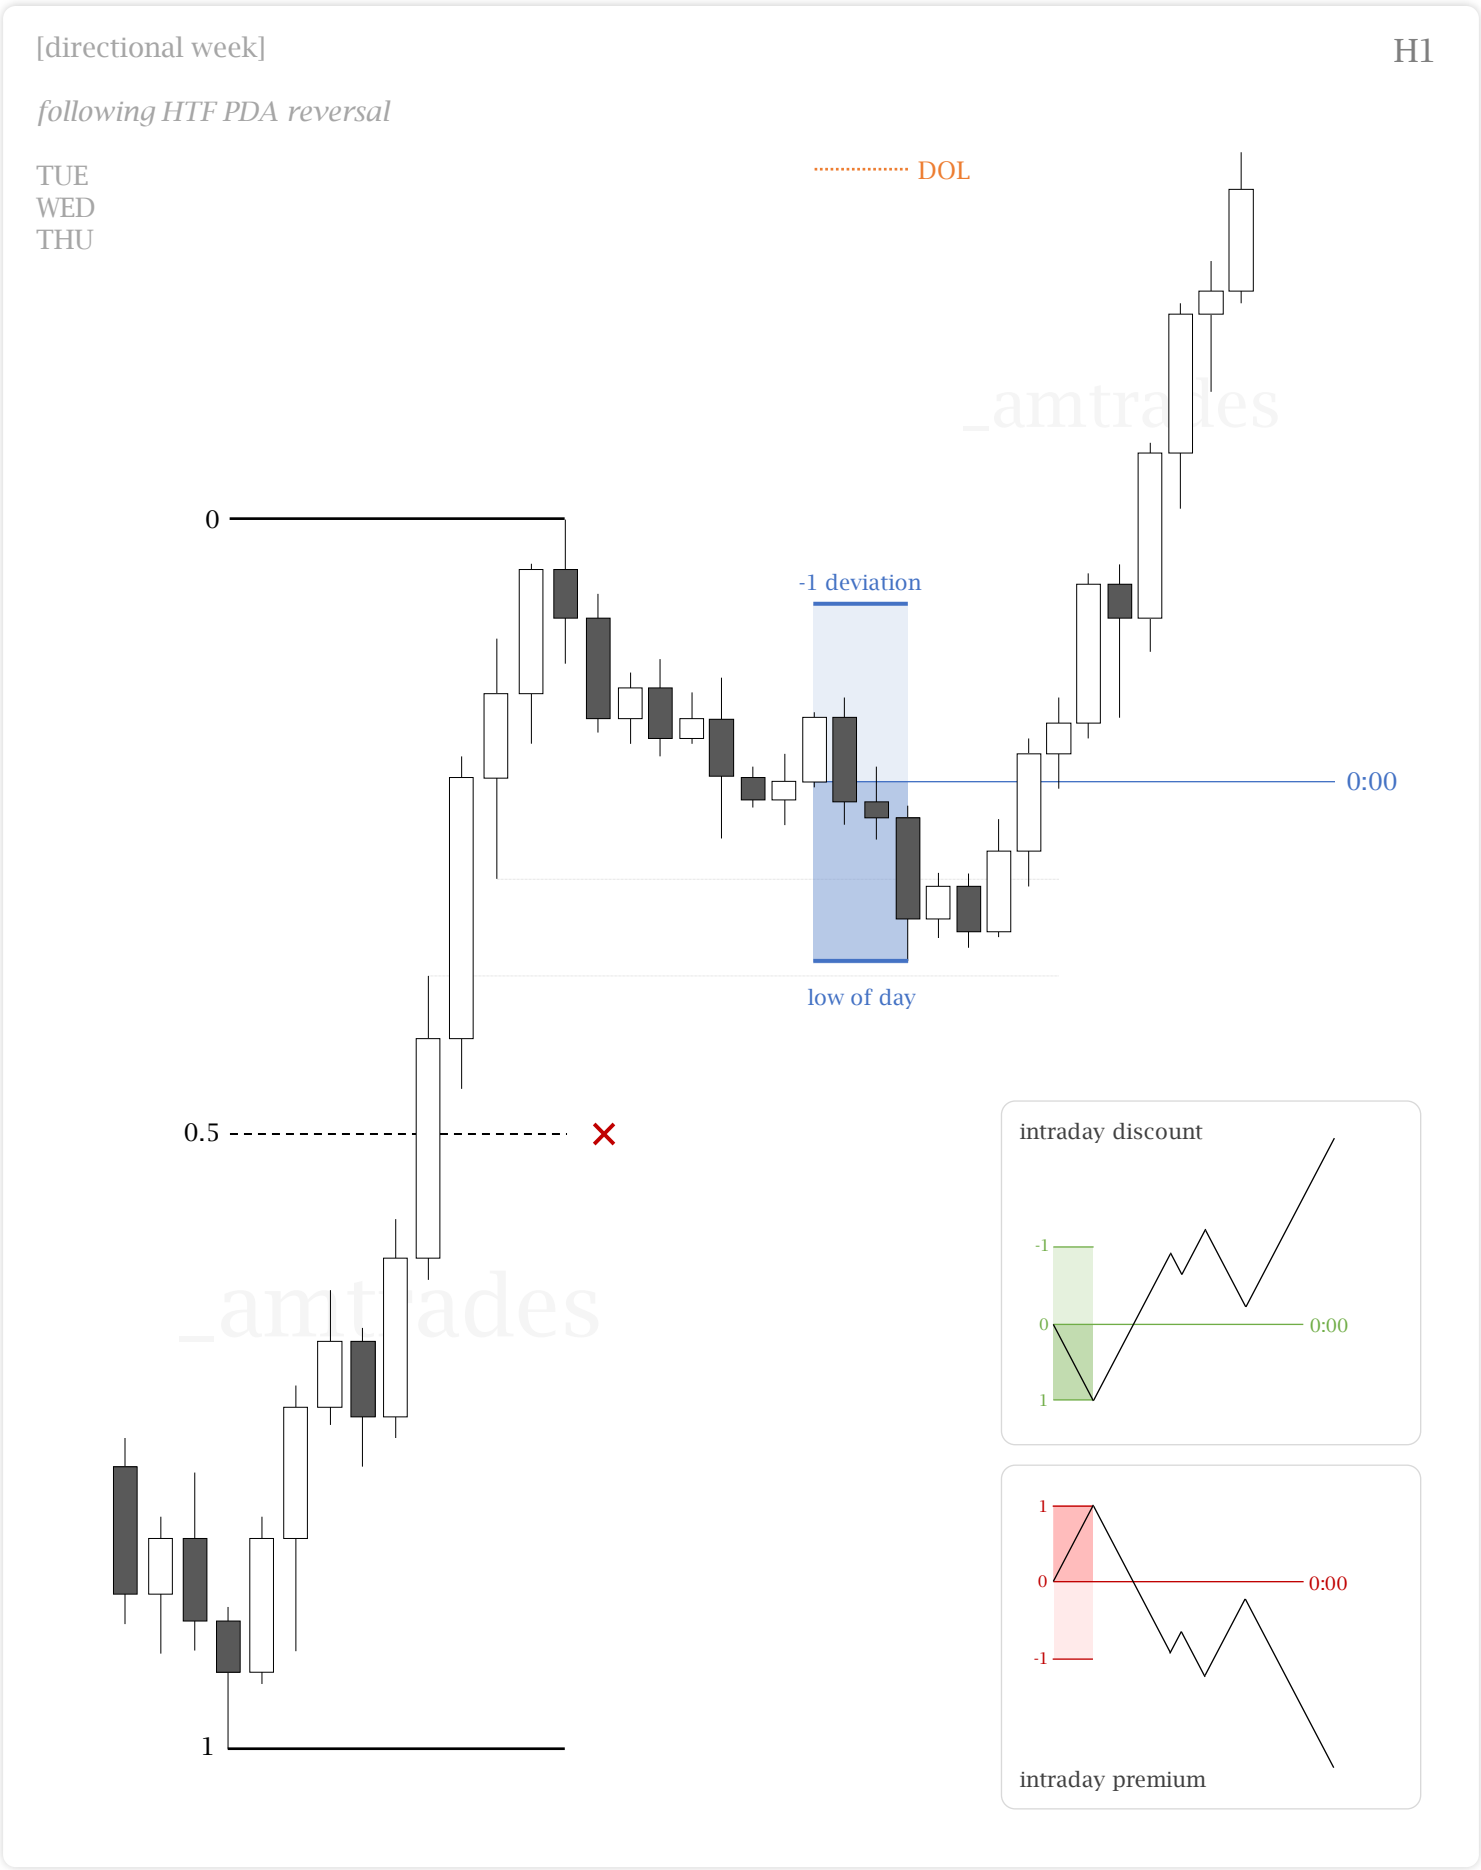 [directional week]
H1
following HTF PDA reversal
TUE
WED
THU
DOL
_amtrades
0
-1 deviation
0:00
low of day
0.5
intraday discount
-1
0
0:00
1
_amtrades
1
0
0:00
-1
1
intraday premium